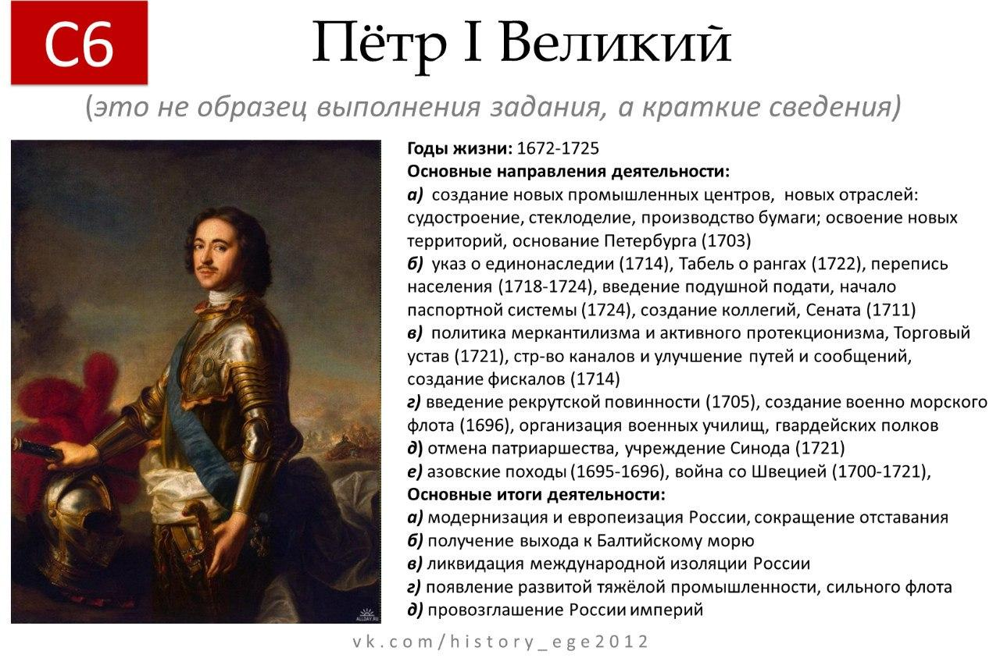 С6
Пётр I Великий
(это не образец выполнения задания, а краткие сведения)
Годы жизни: 1672-1725
Основные направления деятельности:
а) создание новых промышленных центров, новых отраслей:
судостроение, стеклоделие, производство бумаги; освоение новых
территорий, основание Петербурга (1703)
б) указ о единонаследии (1714), Табель о рангах (1722), перепись
населения (1718-1724), введение подушной подати, начало
паспортной системы (1724), создание коллегий, Сената (1711)
в) политика меркантилизма и активного протекционизма, Торговый
устав (1721), стр-во каналов и улучшение путей и сообщений,
создание фискалов (1714)
г) введение рекрутской повинности (1705), создание военно морского
флота (1696), организация военных училищ, гвардейских полков
д) отмена патриаршества, учреждение Синода (1721)
е) азовские походы (1695-1696), война со Швецией (1700-1721),
Основные итоги деятельности:
а) модернизация и европеизация России, сокращение отставания
б) получение выхода к Балтийскому морю
в) ликвидация международной изоляции России
г) появление развитой тяжёлой промышленности, сильного флота
д) провозглашение России империй
ALLDAY.RU
vk.com/history_ege2012